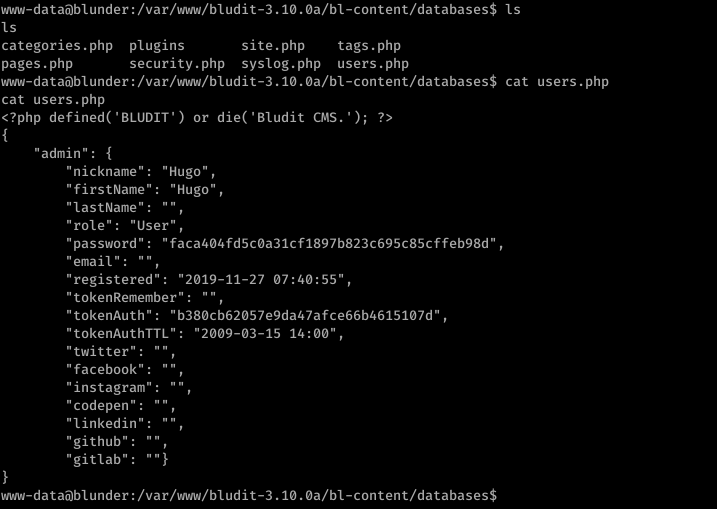 www-data@blunder:/var/www/bludit-3.10.0a/bl-content/databases$ ls
ls
categories.php  plugins       site.php    tags.php
pages.php       security.php  syslog.php  users.php
www-data@blunder:/var/www/bludit-3.10.0a/bl-content/databases$ cat users.php
cat users.php
<?php defined('BLUDIT') or die('Bludit CMS.'); ?>
{
    "admin": {
        "nickname": "Hugo",
        "firstName": "Hugo",
        "lastName": "",
        "role": "User",
        "password": "faca404fd5c0a31cf1897b823c695c85cffeb98d",
        "email": "",
        "registered": "2019-11-27 07:40:55",
        "tokenRemember": "",
        "tokenAuth": "b380cb62057e9da47afce66b4615107d",
        "tokenAuthTTL": "2009-03-15 14:00",
        "twitter": "",
        "facebook": "",
        "instagram": "",
        "codepen": "",
        "linkedin": "",
        "github": "",
        "gitlab": ""}
}
www-data@blunder:/var/www/bludit-3.10.0a/bl-content/databases$